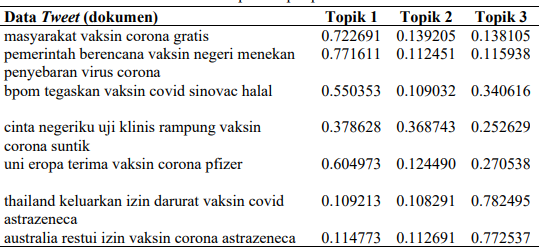 Data Tweet (dokumen) Topik 1 Topik 2 Topik 3
masyarakat vaksin corona gratis 0.722691 0.139205 0.138105
pemerintah berencana vaksin negeri menekan 0.771611 0.112451 0.115938
penyebaran virus corona
bpom tegaskan vaksin covid sinovac halal 0.550353 0.109032 0.340616
cinta negeriku uji klinis rampung vaksin 0.378628 0.368743 0.252629
corona suntik
uni eropa terima vaksin corona pfizer 0.604973 0.124490 0.270538
thailand keluarkan izin darurat vaksin covid 0.109213 0.108291 0.782495
astrazeneca
australia restui izin vaksin corona astrazeneca 0.114773 0.112691 0.772537